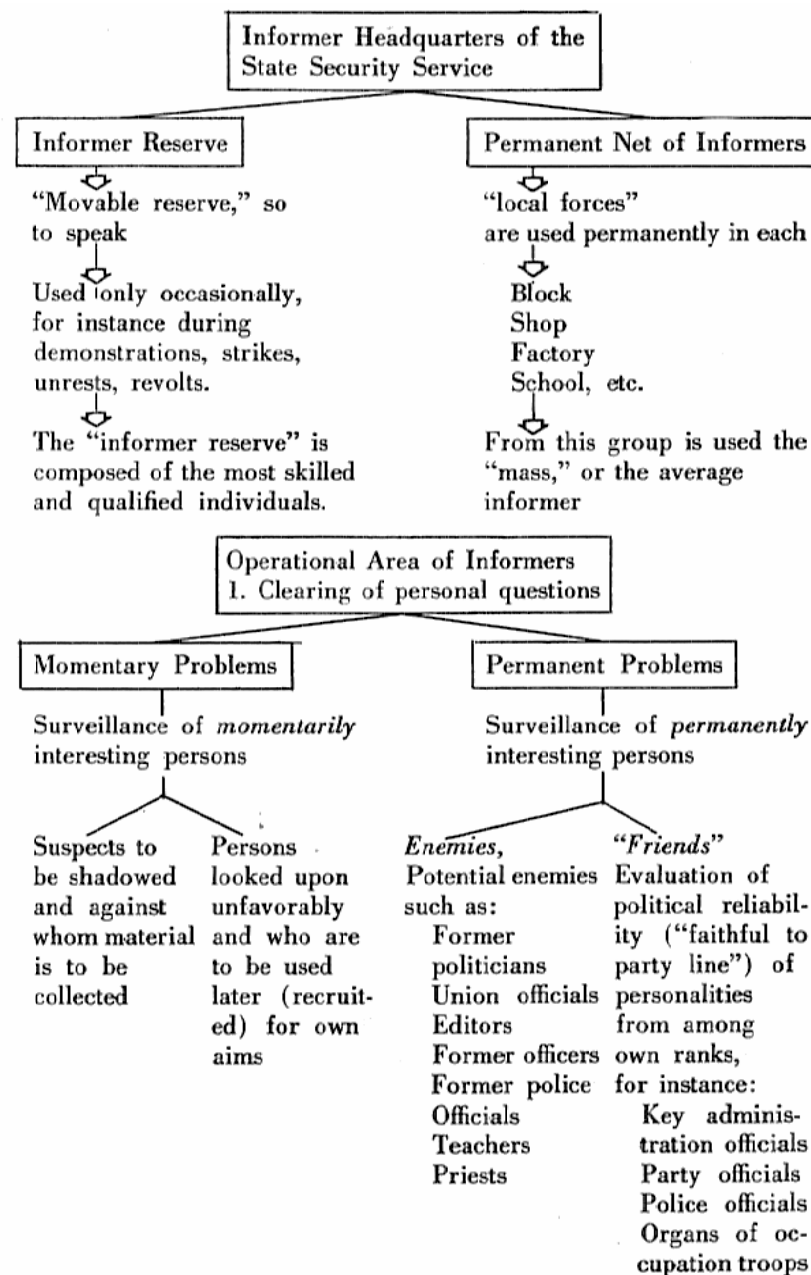 Informer Headquarters of the
State Security Service
Informer Reserve
“Movable reserve,” so
to speak
Used only occasionally,
for instance during
demonstrations, strikes,
unrests, revolts.
The “informer reserve” is
composed of the most skilled
and qualified individuals.
Permanent Net of Informers
“local forces”
are used permanently in each
Block
Shop
Factory
School, etc.
From this group is used the
“mass,” or the average
informer
Operational Area of Informers
1. Clearing of personal questions
Momentary Problems
Surveillance of momentarily
interesting persons
Suspects to
be shadowed
and against
whom material
is to be
collected
Persons
looked upon
unfavorably
and who are
to be used
later (recruit-
ed) for own
aims
Permanent Problems
Surveillance of permanently
interesting persons
Enemies,
Potential enemies
such as:
Former
politicians
Union officials
Editors
Former officers
Former police
Officials
Teachers
Priests
“Friends”
Evaluation of
political reliabil-
ity (“faithful to
party line”) of
personalities
from among
own ranks,
for instance:
Key adminis-
tration officials
Party officials
Police officials
Organs of oc-
cupation troops